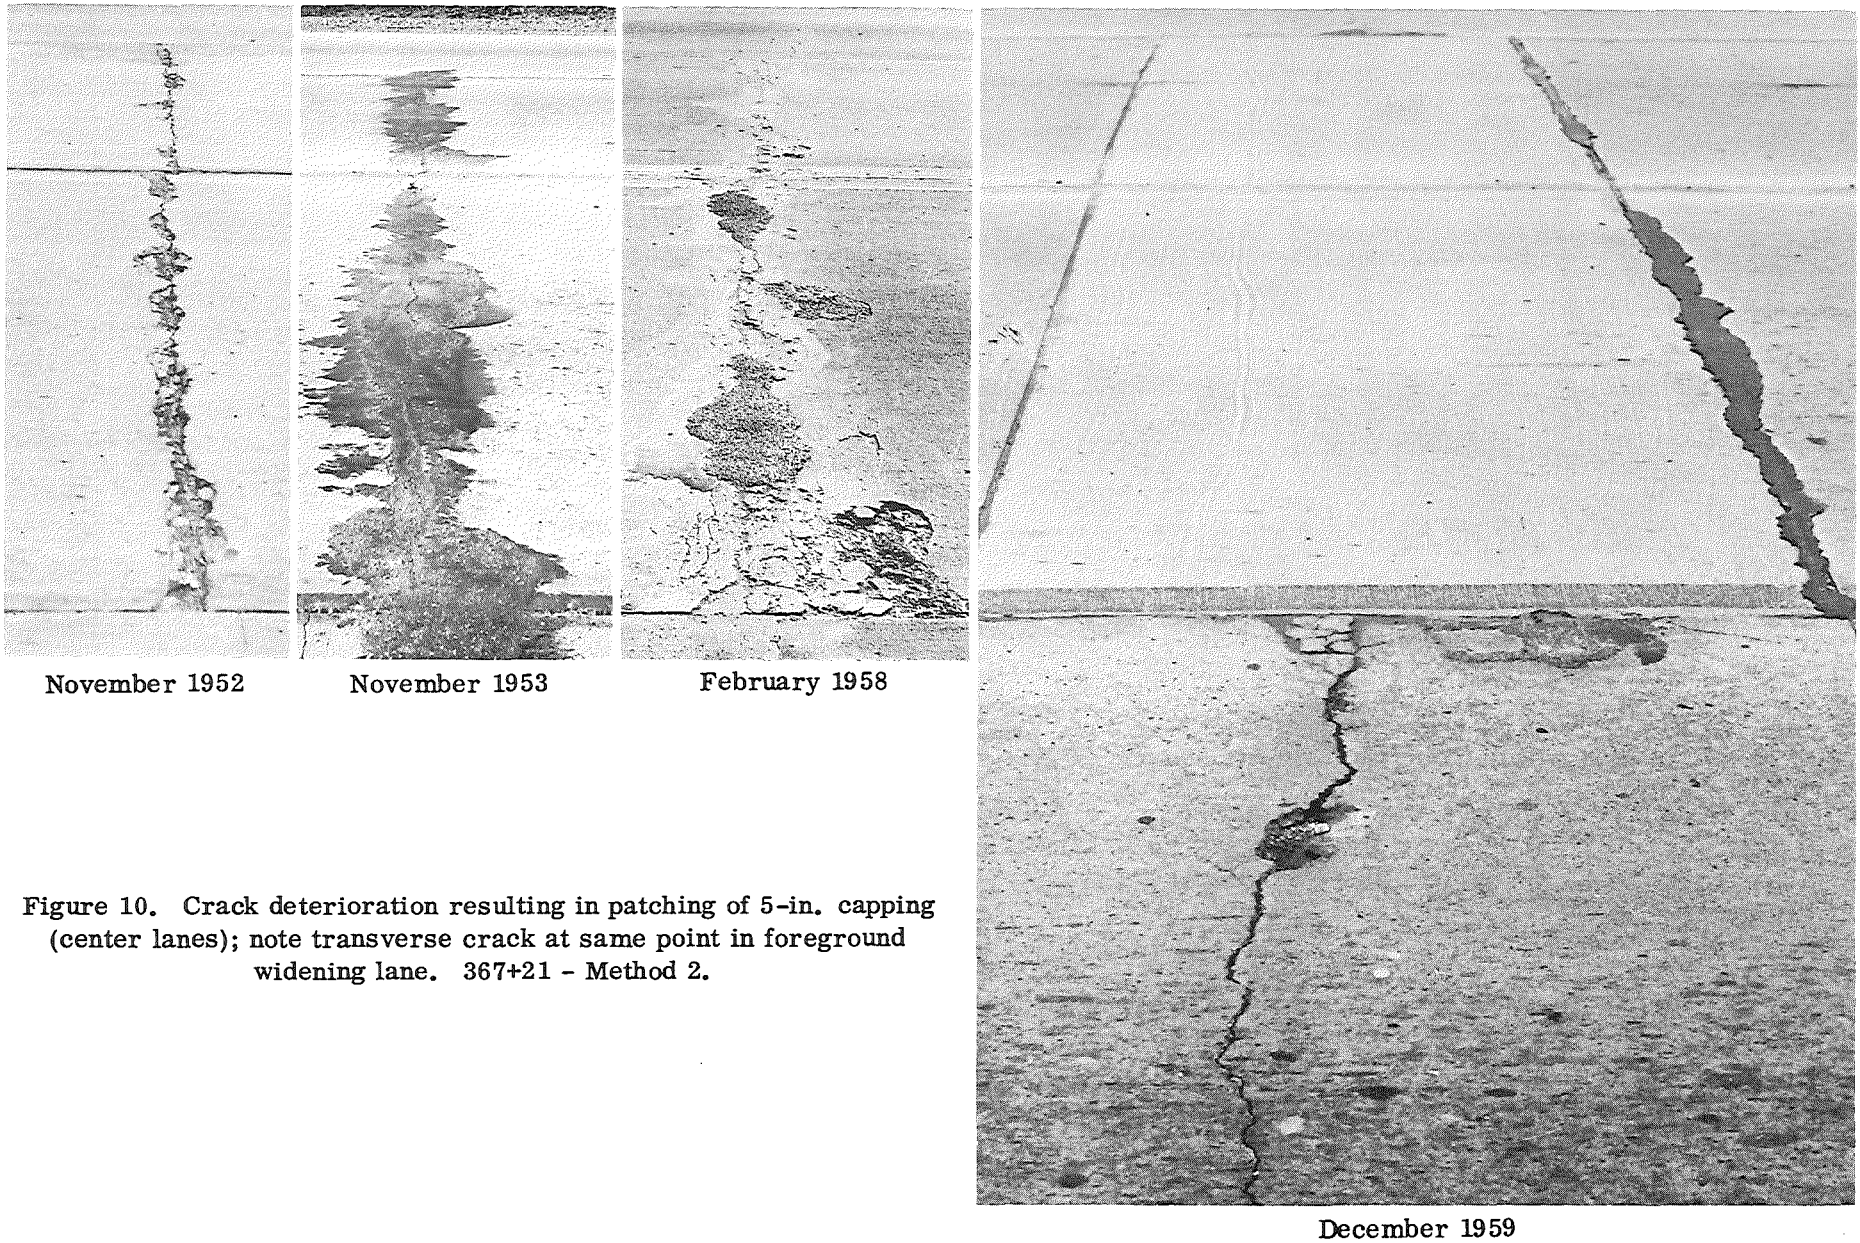 November 1952
November 1953
February 1958
Figure 10. Crack deterioration resulting in patching of 5-in. capping
(center lanes); note transverse crack at same point in foreground
widening lane. 367+21 - Method 2.
December 1959